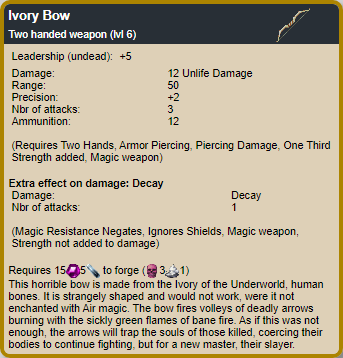 Ivory Bow
Two handed weapon (lvl 6)
Leadership (undead): +5
Damage: 12 Unlife Damage
Range: 50
Precision: +2
Nbr of attacks: 3
Ammunition: 12
(Requires Two Hands, Armor Piercing, Piercing Damage, One Third
Strength added, Magic weapon)
Extra effect on damage: Decay
Damage: Decay
Nbr of attacks: 1
(Magic Resistance Negates, Ignores Shields, Magic weapon,
Strength not added to damage)
Requires 15 5 to forge ( 3 1)
This horrible bow is made from the Ivory of the Underworld, human
bones. It is strangely shaped and would not work, were it not
enchanted with Air magic. The bow fires volleys of deadly arrows
burning with the sickly green flames of bane fire. As if this was not
enough, the arrows will trap the souls of those killed, coercing their
bodies to continue fighting, but for a new master, their slayer.